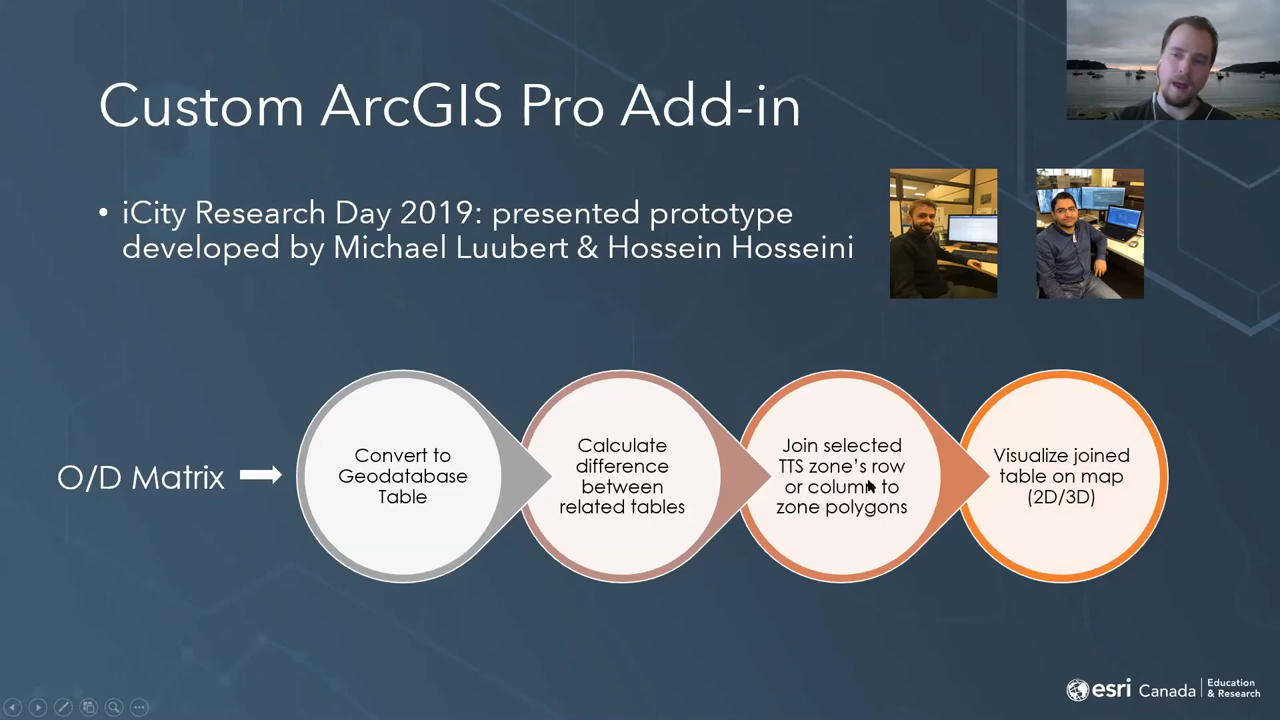 Custom ArcGIS Pro Add-in
• iCity Research Day 2019: presented prototype
developed by Michael Luubert & Hossein Hosseini
O/D Matrix
Convert to
Geodatabase
Table
Calculate
difference
between
related tables
Join selected
TTS zone's row
or column to
zone polygons
Visualize joined
table on map
(2D/3D)
esri Canada
Education
& Research